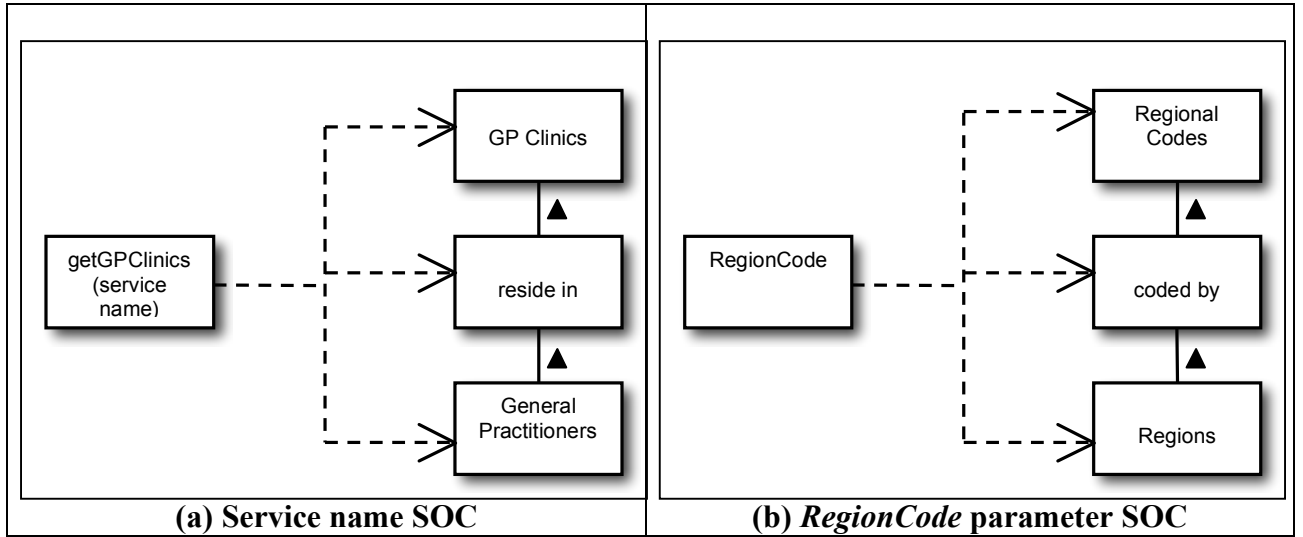 GP Clinics
getGPClinics
(service
name)
reside in
General
Practitioners
(a) Service name SOC
Regional
Codes
RegionCode
coded by
Regions
(b) RegionCode parameter SOC